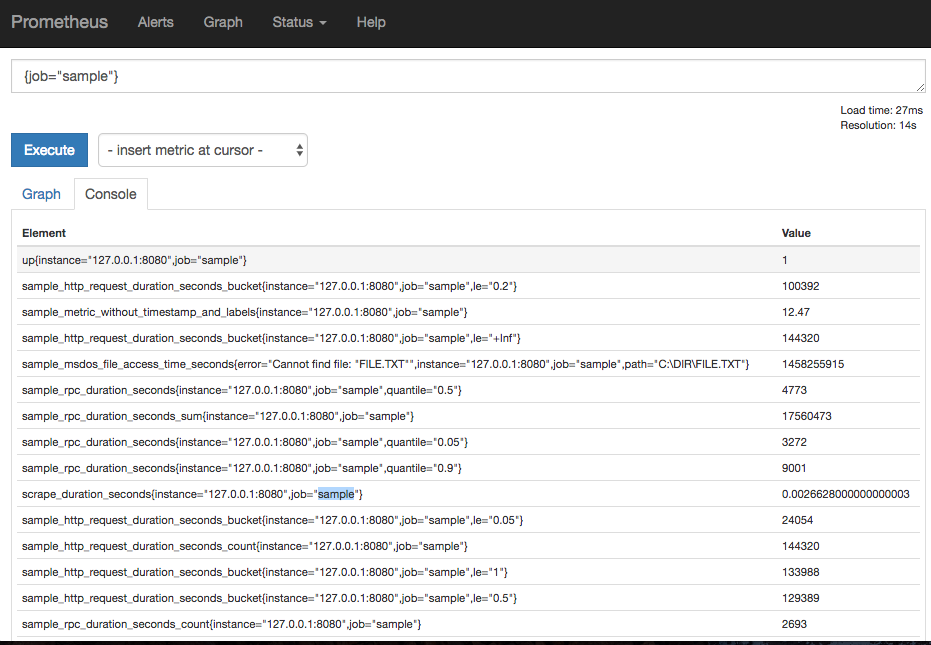 Prometheus Alerts Graph Status Help
{job="sample"}
Load time: 27ms
Resolution: 14s
Execute - insert metric at cursor -
Graph Console
Element Value
up{instance="127.0.0.1:8080",job="sample"} 1
sample_http_request_duration_seconds_bucket{instance="127.0.0.1:8080",job="sample",le="0.2"} 100392
sample_metric_without_timestamp_and_labels{instance="127.0.0.1:8080",job="sample"} 12.47
sample_http_request_duration_seconds_bucket{instance="127.0.0.1:8080",job="sample",le="+Inf"} 144320
sample_msdos_file_access_time_seconds{error="Cannot find file: "FILE.TXT"",instance="127.0.0.1:8080",job="sample",path="C:\DIR\FILE.TXT"} 1458255915
sample_rpc_duration_seconds{instance="127.0.0.1:8080",job="sample",quantile="0.5"} 4773
sample_rpc_duration_seconds_sum{instance="127.0.0.1:8080",job="sample"} 17560473
sample_rpc_duration_seconds{instance="127.0.0.1:8080",job="sample",quantile="0.05"} 3272
sample_rpc_duration_seconds{instance="127.0.0.1:8080",job="sample",quantile="0.9"} 9001
scrape_duration_seconds{instance="127.0.0.1:8080",job="sample"} 0.0026628000000000003
sample_http_request_duration_seconds_bucket{instance="127.0.0.1:8080",job="sample",le="0.05"} 24054
sample_http_request_duration_seconds_count{instance="127.0.0.1:8080",job="sample"} 144320
sample_http_request_duration_seconds_bucket{instance="127.0.0.1:8080",job="sample",le="1"} 133988
sample_http_request_duration_seconds_bucket{instance="127.0.0.1:8080",job="sample",le="0.5"} 129389
sample_rpc_duration_seconds_count{instance="127.0.0.1:8080",job="sample"} 2693